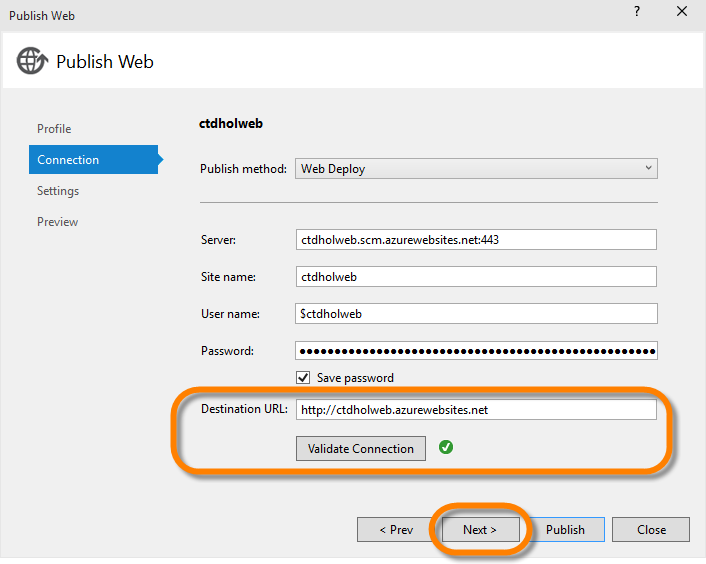 Publish Web
?
Publish Web
Profile
Connection
Settings
Preview
ctdholweb
Publish method: Web Deploy
Server: ctdholweb.scm.azurewebsites.net:443
Site name: ctdholweb
User name: $ctdholweb
Password: ●●●●●●●●●●●●●●●●●●●●●●●●●●●●●●●●●●●●●●●●●●●●●●●●●●●
Save password
Destination URL: http://ctdholweb.azurewebsites.net
Validate Connection
< Prev Next > Publish Close